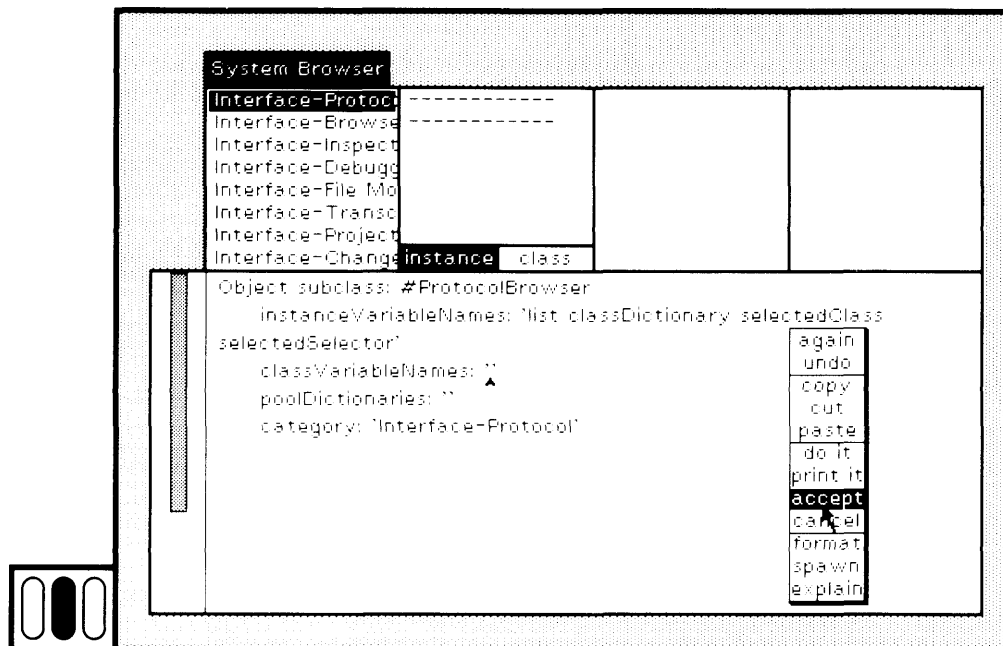 System Browser
Interface-Protoc
Interface-Browse
Interface-Inspect
Interface-Debugg
Interface-File Mo
Interface-Transc
Interface-Project
Interface-Change
------------
------------
instance class
Object subclass: #ProtocolBrowser
instanceVariableNames: 'list classDictionary selectedClass
selectedSelector'
classVariableNames: ''
poolDictionaries: ''
category: 'Interface-Protocol'
again
undo
copy
cut
paste
do it
print it
accept
cancel
format
spawn
explain